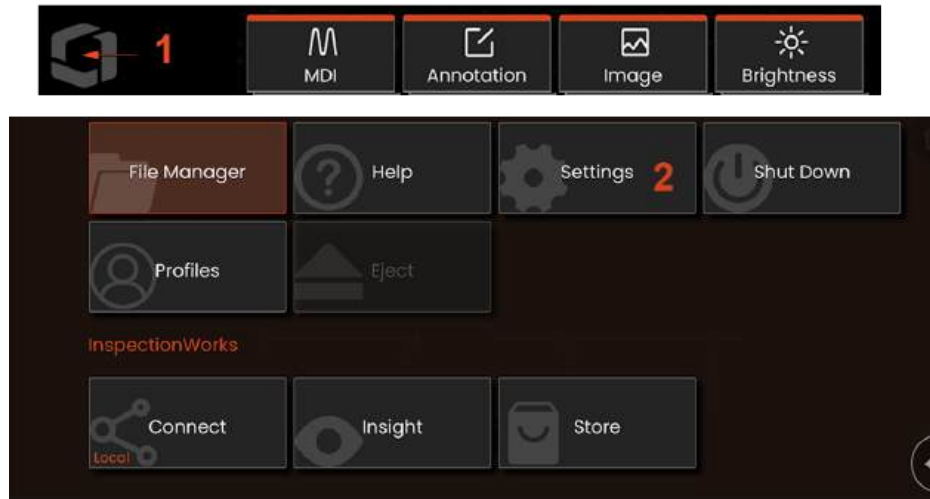 1
MDI
Annotation
Image
Brightness
File Manager
Help
Settings 2
Shut Down
Profiles
Eject
InspectionWorks
Connect
Local
Insight
Store